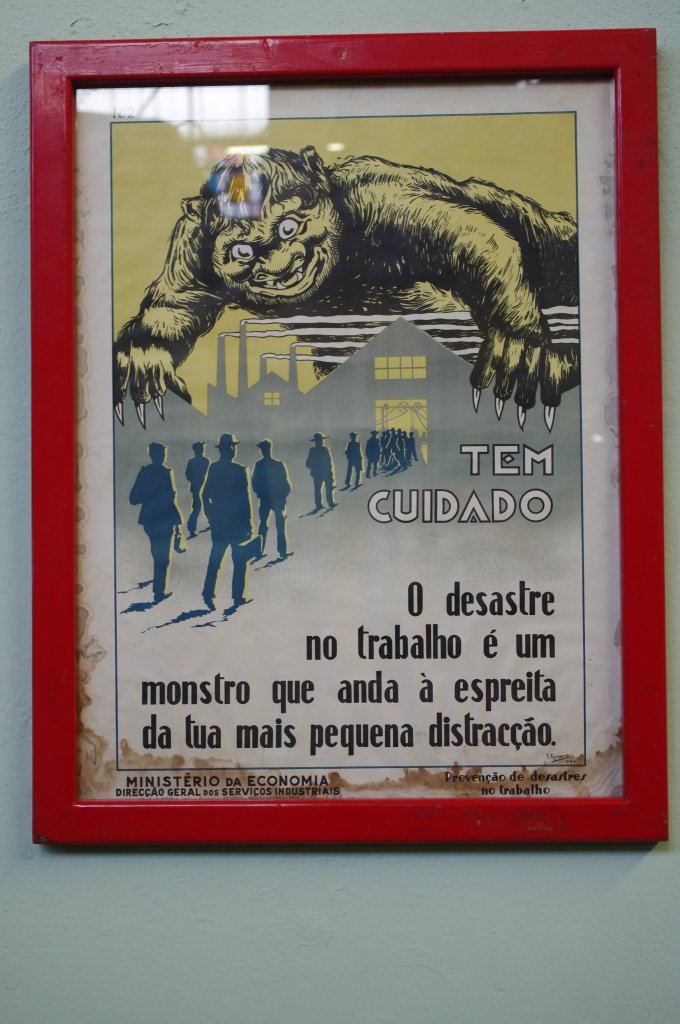 N.º 2
TEM
CUIDADO
O desastre
no trabalho é um
monstro que anda à espreita
da tua mais pequena distracção.
MINISTÉRIO DA ECONOMIA
DIRECÇÃO GERAL DOS SERVIÇOS INDUSTRIAIS
Prevenção de desastres
no trabalho